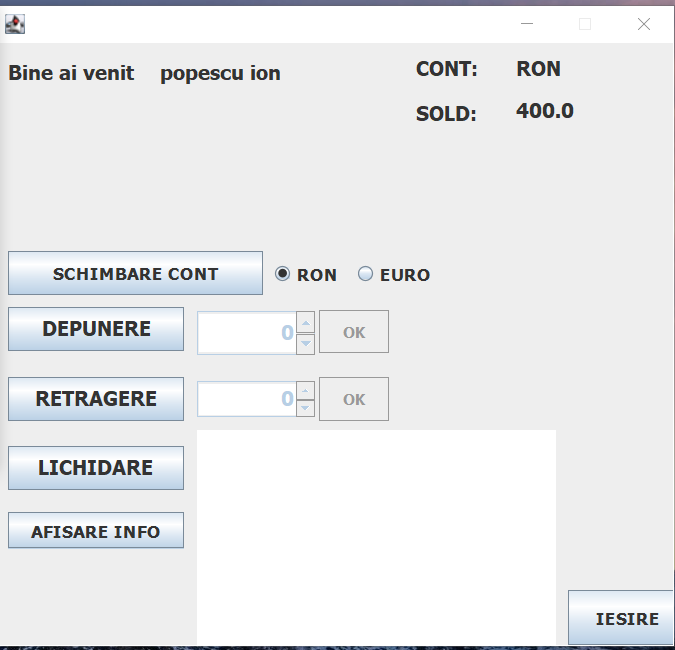 Bine ai venit popescu ion CONT: RON
SOLD: 400.0
SCHIMBARE CONT RON EURO
DEPUNERE 0 OK
RETRAGERE 0 OK
LICHIDARE
AFISARE INFO
IESIRE